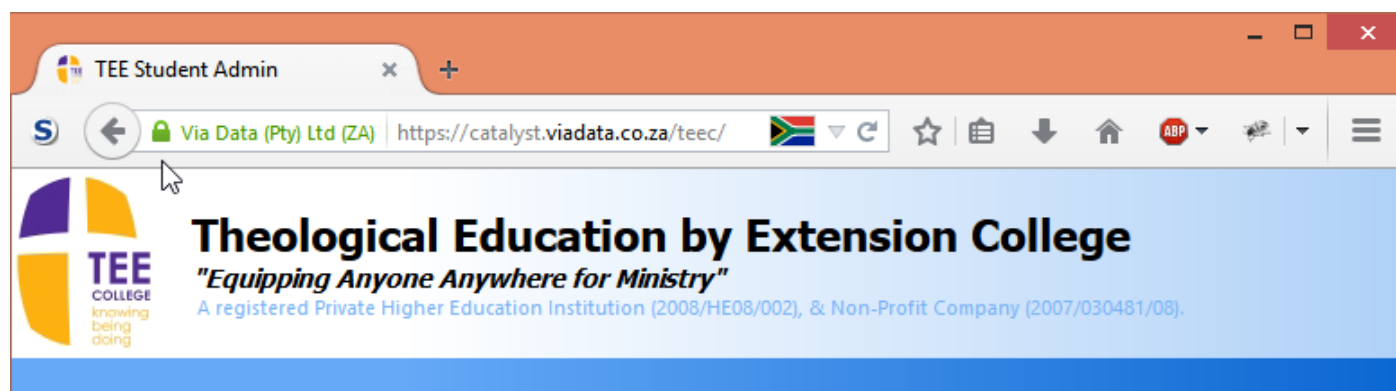 TEE Student Admin
Via Data (Pty) Ltd (ZA) https://catalyst.viadata.co.za/teec/
ABP
TEE
COLLEGE
knowing
being
doing
Theological Education by Extension College
"Equipping Anyone Anywhere for Ministry"
A registered Private Higher Education Institution (2008/HE08/002), & Non-Profit Company (2007/030481/08).